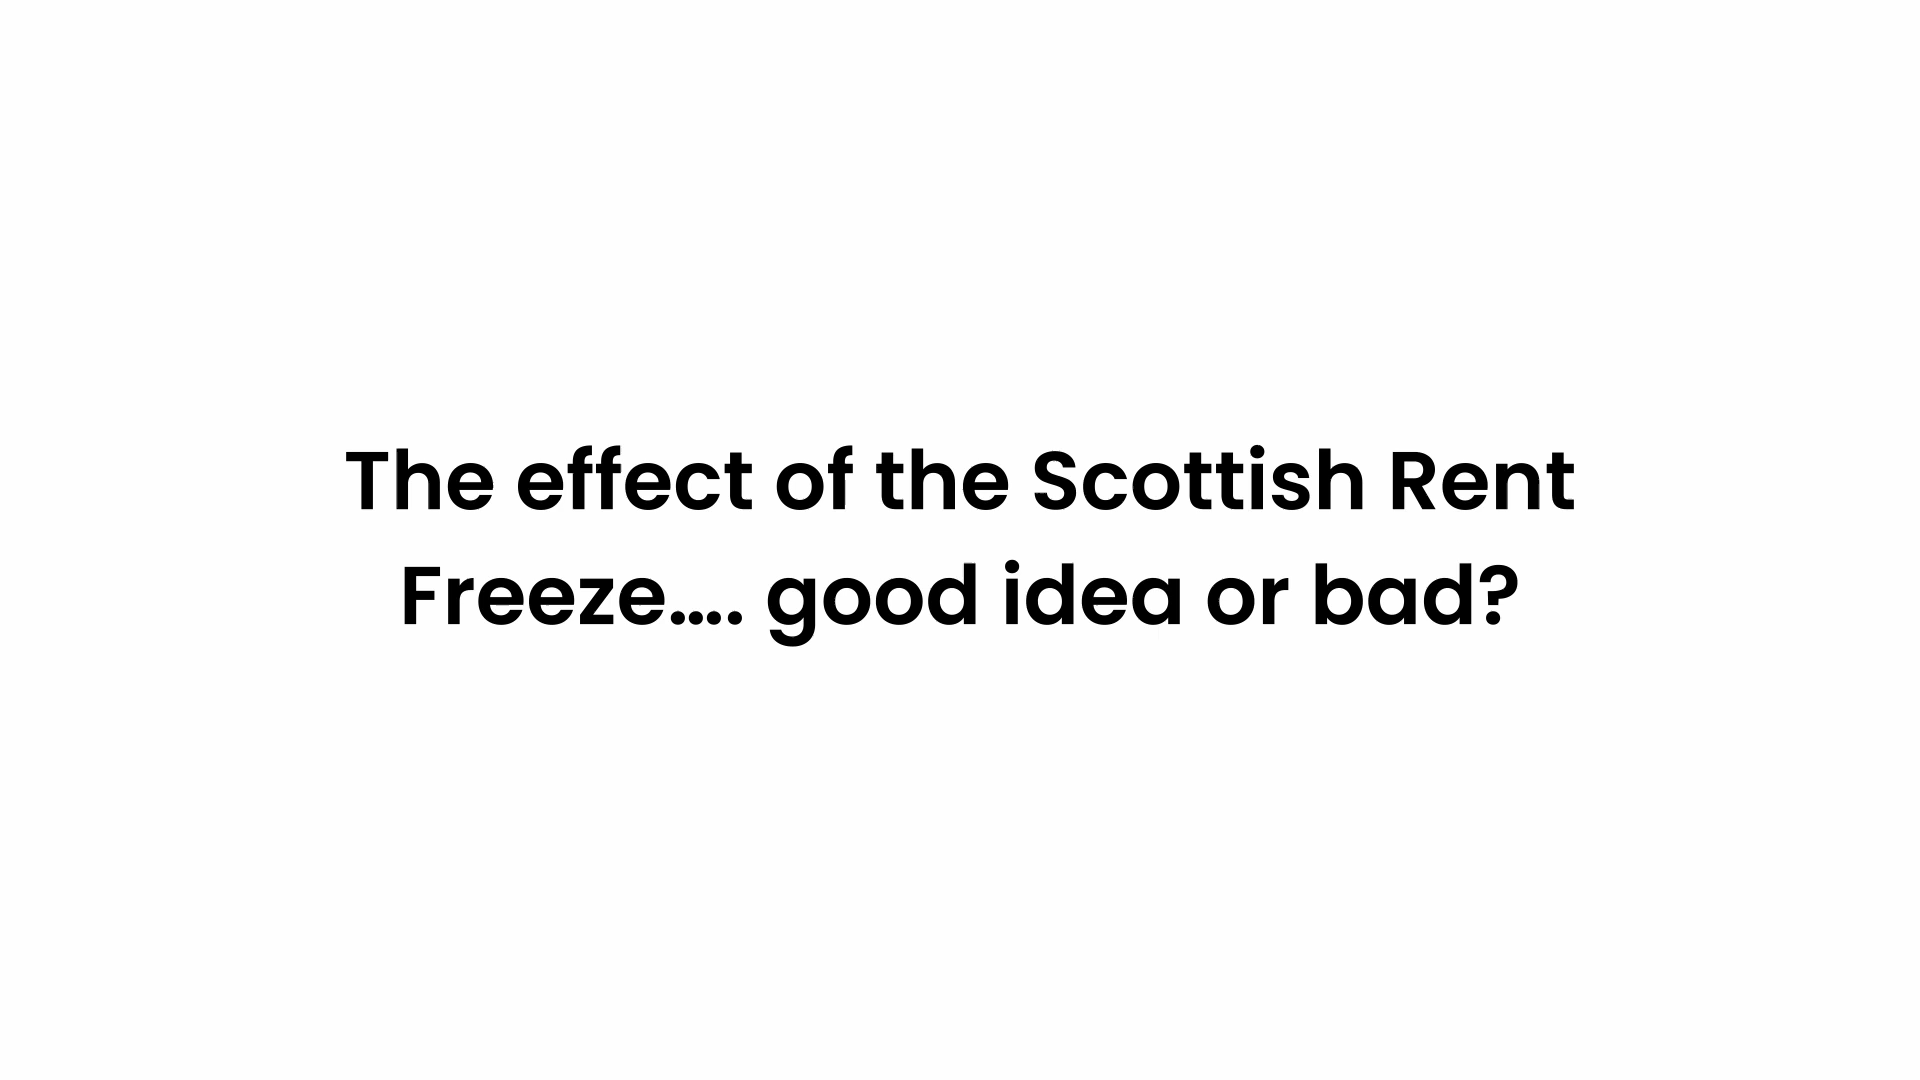 The effect of the Scottish Rent
Freeze.... good idea or bad?